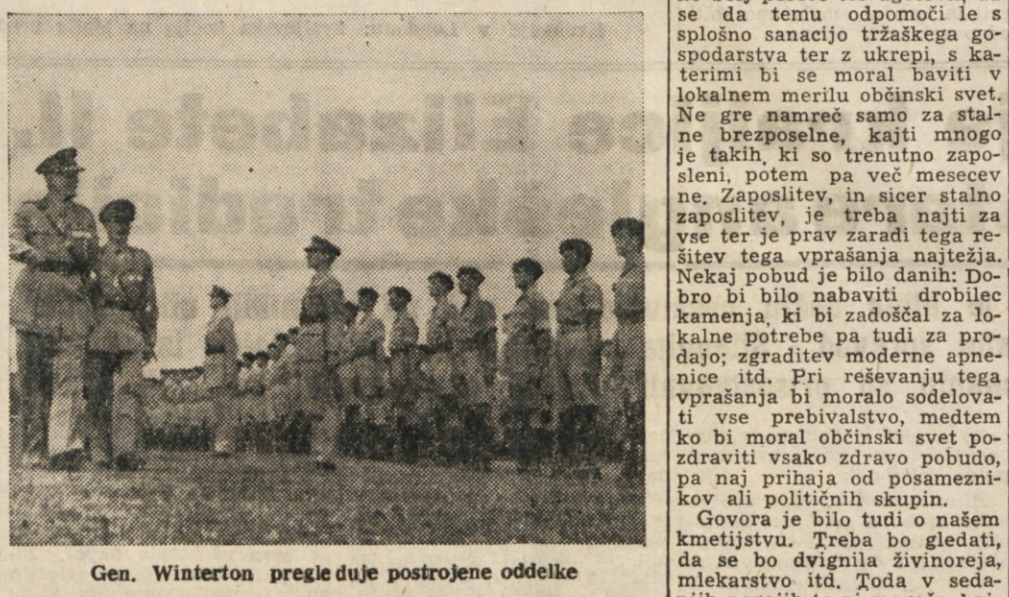 Gen. Winterton pregleduje postrojene oddelke
se da temu odpomoči le s
splošno sanacijo tržaškega go-
spodarstva ter z ukrepi, s ka-
terimi bi se moral baviti v
lokalnem merilu občinski svet.
Ne gre namreč samo za stal-
ne brezposelne, kajti mnogo
je takih, ki so trenutno zapo-
sleni, potem pa več mesecev
ne. Zaposlitev, in sicer stalno
zaposlitev, je treba najti za
vse ter je prav zaradi tega re-
šitev tega vprašanja najtežja.
Nekaj pobud je bilo danih: Do-
bro bi bilo nabaviti drobilec
kamenja, ki bi zadoščal za lo-
kalne potrebe pa tudi za pro-
dajo; zgraditev moderne apne-
nice itd. Pri reševanju tega
vprašanja bi moralo sodelova-
ti vse prebivalstvo, medtem
ko bi moral občinski svet po-
zdraviti vsako zdravo pobudo,
pa naj prihaja od posamezni-
kov ali političnih skupin.
Govora je bilo tudi o našem
kmetijstvu. Treba bo gledati,
da se bo dvignila živinoreja,
mlekarstvo itd. Toda v seda-